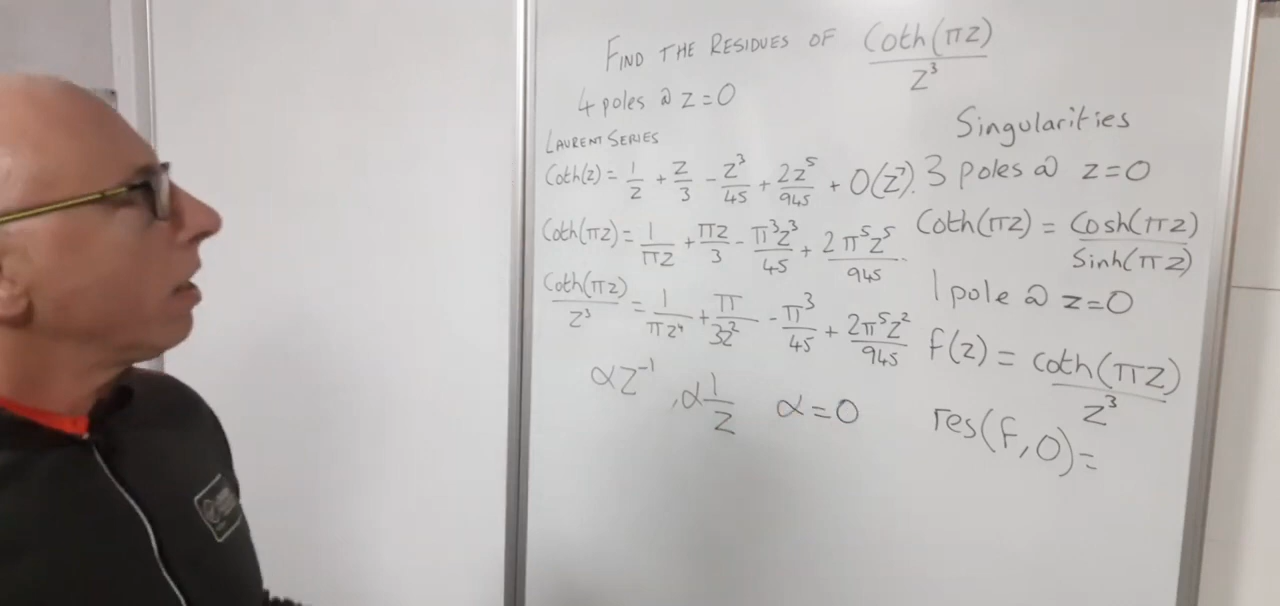 FIND THE RESIDUES OF Coth(πz)/z³
4 poles @ z=0
LAURENT SERIES
Coth(z) = 1/z + z/3 - z³/45 + 2z⁵/945 + O(z⁷).
Coth(πz) = 1/πz + πz/3 - π³z³/45 + 2π⁵z⁵/945
Coth(πz)/z³ = 1/πz⁴ + π/3z² - π³/45 + 2π⁵z²/945
αz⁻¹, α1/z α=0
Singularities
3 poles @ z=0
Coth(πz) = Cosh(πz)/Sinh(πz)
1 pole @ z=0
f(z) = coth(πz)/z³
res(f,0)=